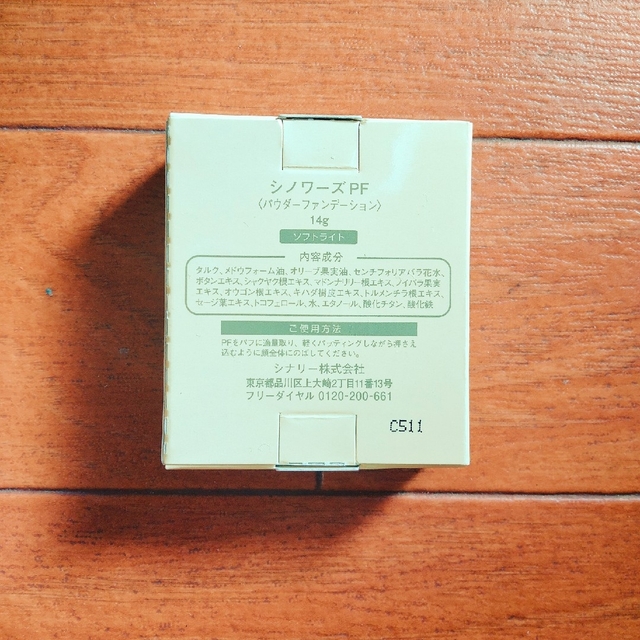 シノワーズPF
〈パウダーファンデーション〉
14g
ソフトライト
内容成分
タルク、メドウフォーム油、オリーブ果実油、センチフォリアバラ花水、
ボタンエキス、シャクヤク根エキス、マドンナリリー根エキス、ノイバラ果実
エキス、オウゴン根エキス、キハダ樹皮エキス、トルメンチラ根エキス、
セージ葉エキス、トコフェロール、水、エタノール、酸化チタン、酸化鉄
ご使用方法
PFをパフに適量取り、軽くパッティングしながら押さえ
込むように顔全体にのばしてください。
シナリー株式会社
東京都品川区上大崎2丁目11番13号
フリーダイヤル 0120-200-661
C511